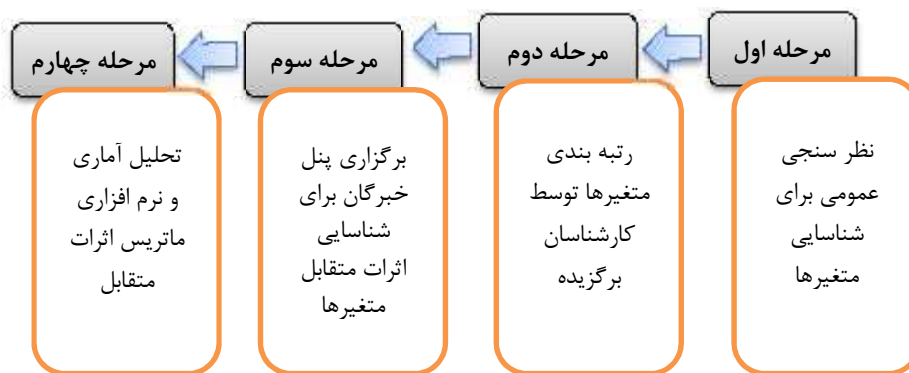 مرحله اول
نظر سنجی
عمومی برای
شناسایی
متغیرها
مرحله دوم
رتبه بندی
متغیرها توسط
کارشناسان
برگزیده
مرحله سوم
برگزاری پنل
خبرگان برای
شناسایی
اثرات متقابل
متغیرها
مرحله چهارم
تحلیل آماری
و نرم افزاری
ماتریس اثرات
متقابل